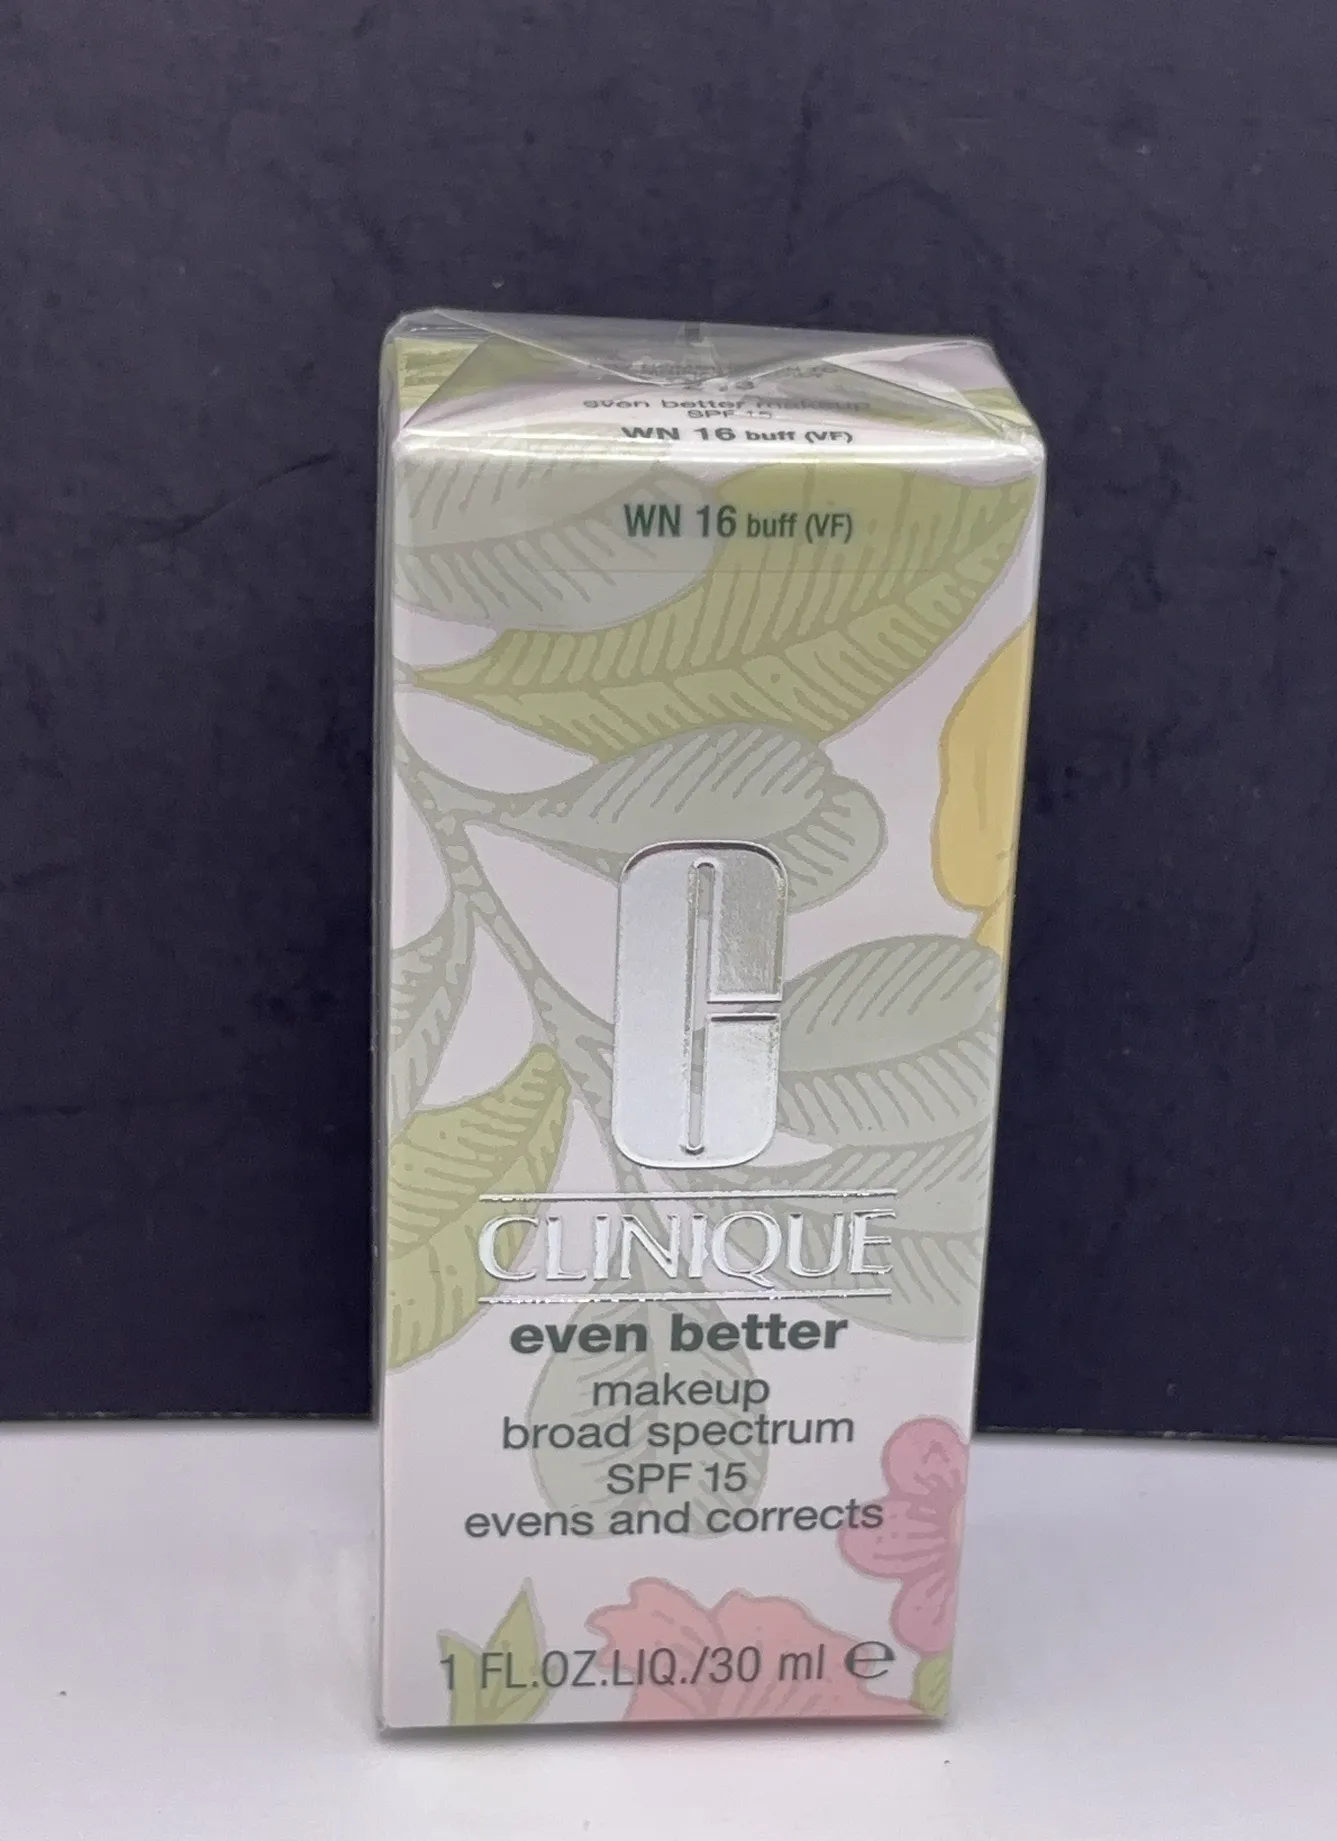 even better makeup
SPF 15
WN 16 buff (VF)
WN 16 buff (VF)
C
CLINIQUE
even better
makeup
broad spectrum
SPF 15
evens and corrects
1 FL.OZ.LIQ./30 ml ℮